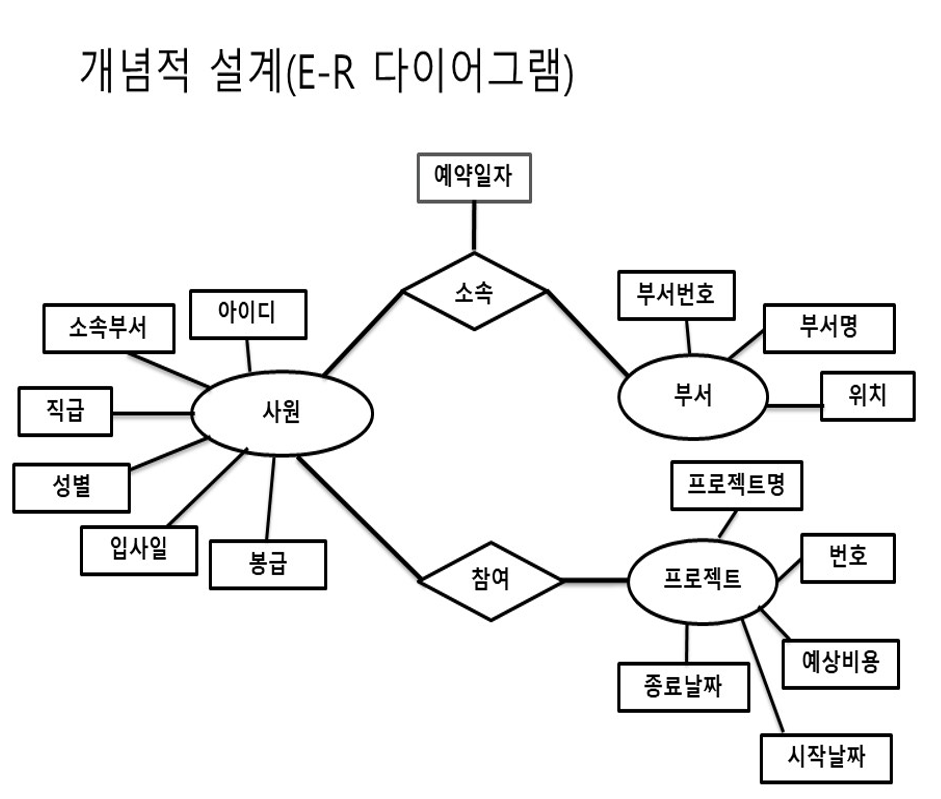 개념적 설계(E-R 다이어그램)
예약일자
소속
부서번호
아이디
소속부서
부서명
사원
부서
위치
직급
성별
프로젝트명
입사일
봉급
참여
프로젝트
번호
예상비용
종료날짜
시작날짜